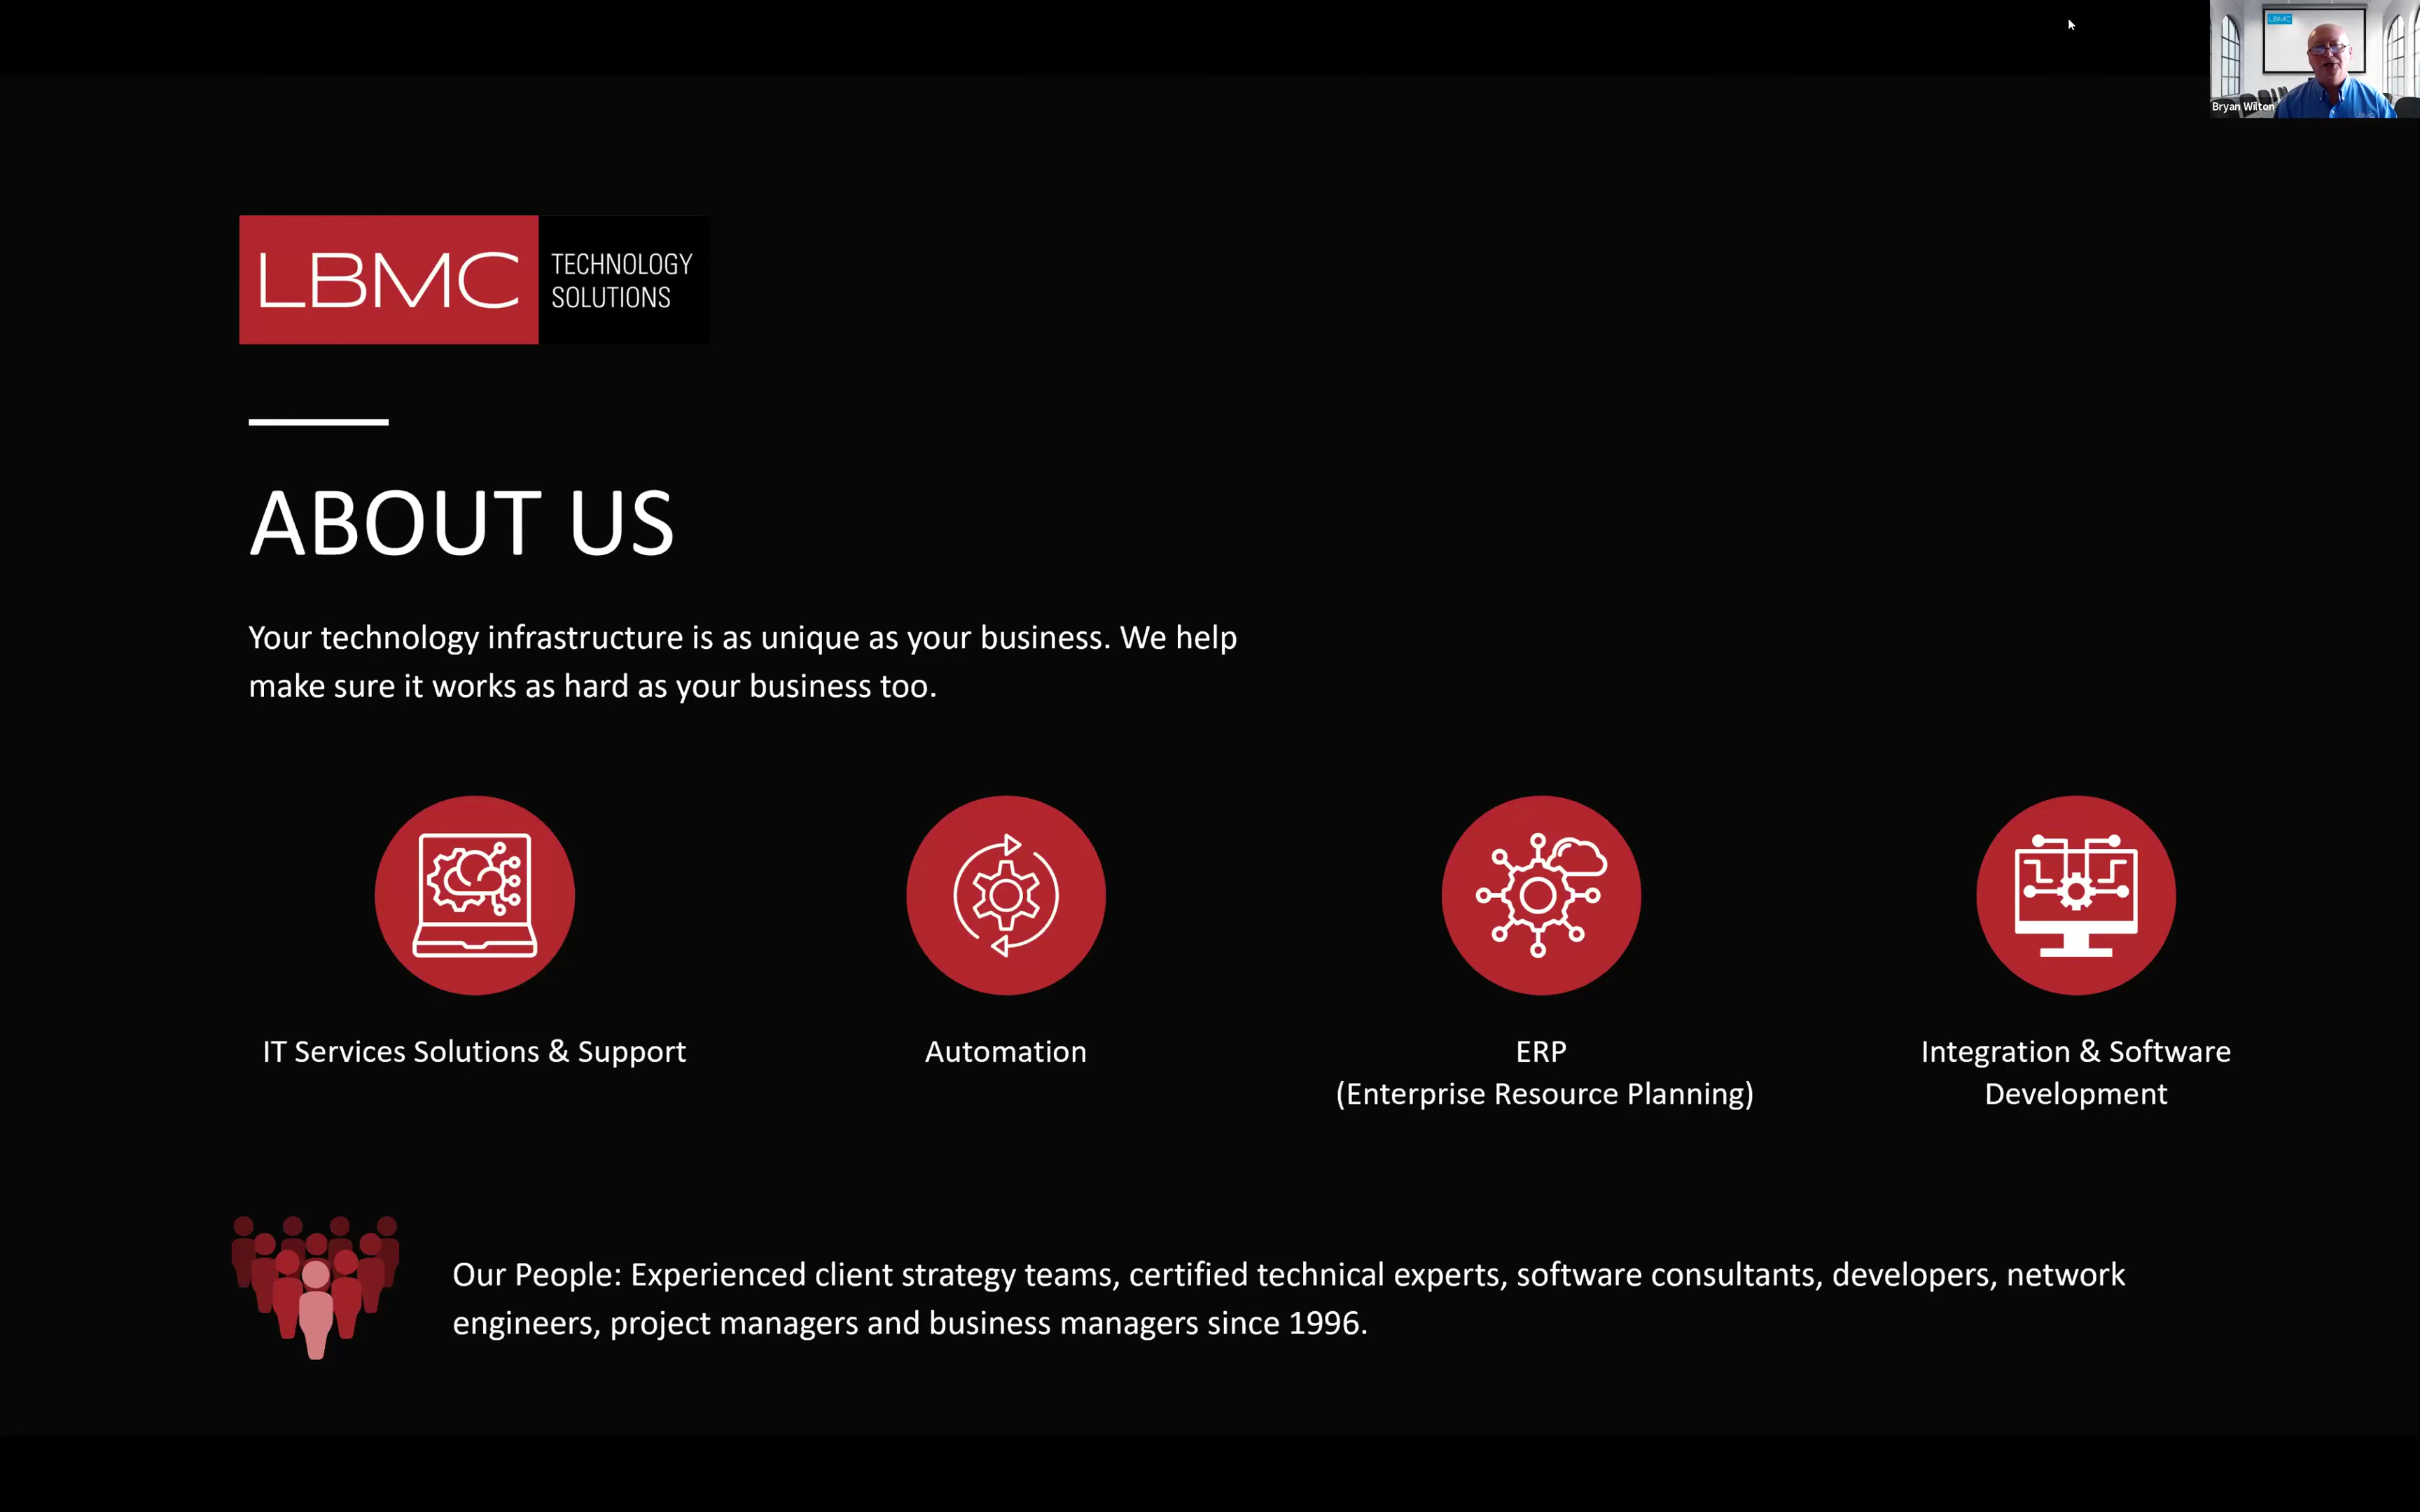 LBMC
Bryan Wilton
LBMC
TECHNOLOGY
SOLUTIONS
ABOUT US
Your technology infrastructure is as unique as your business. We help
make sure it works as hard as your business too.
IT Services Solutions & Support
Automation
ERP
(Enterprise Resource Planning)
Integration & Software
Development
Our People: Experienced client strategy teams, certified technical experts, software consultants, developers, network
engineers, project managers and business managers since 1996.